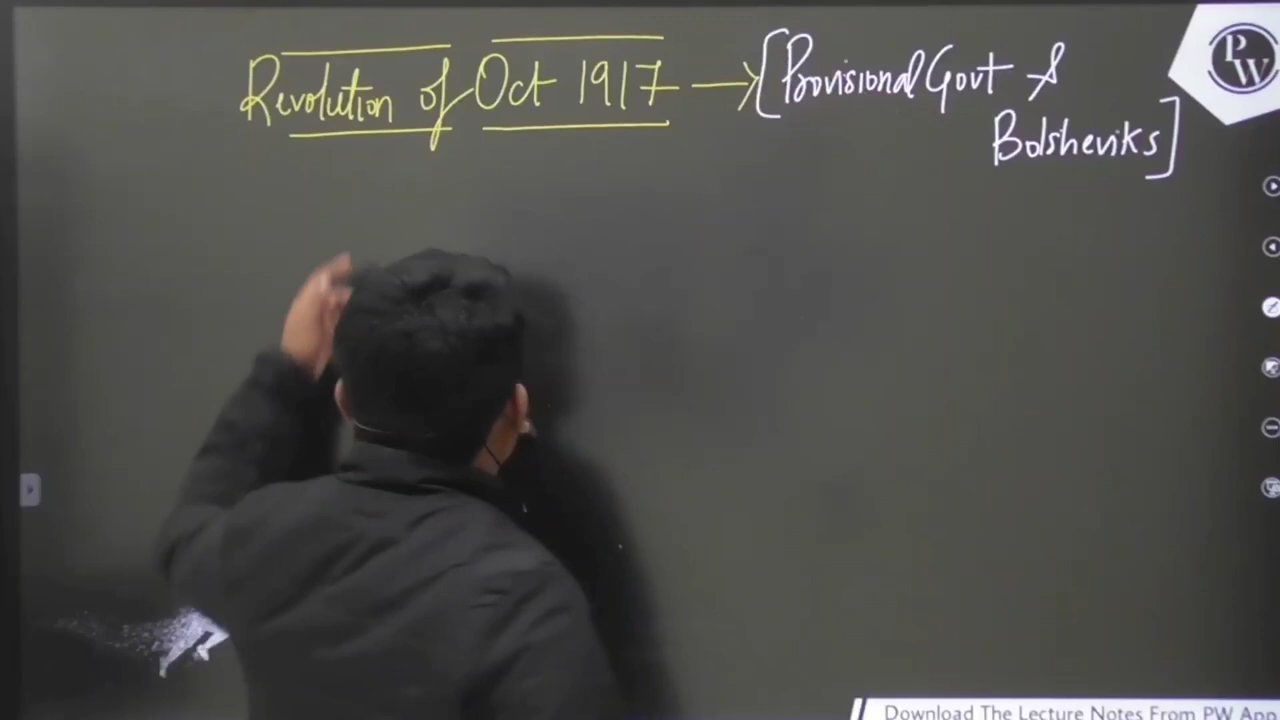 Revolution of Oct 1917 → [Provisional Govt &
Bolsheviks]
PW
Download The Lecture Notes From PW App